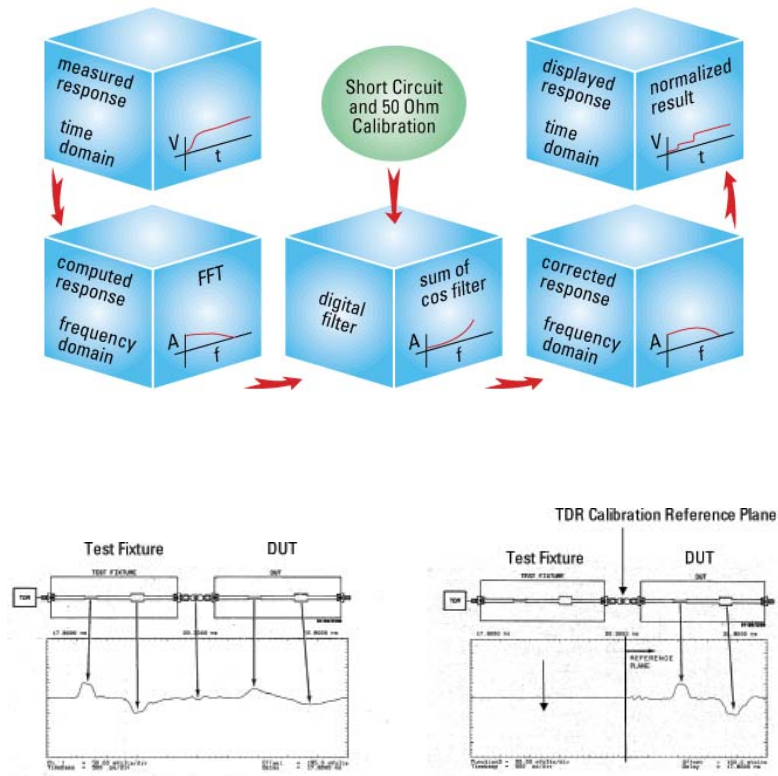 measured
response
time
domain
V
t
Short Circuit
and 50 Ohm
Calibration
displayed
response
time
domain
normalized
result
V
t
computed
response
frequency
domain
FFT
A
f
digital
filter
sum of
cos filter
A
f
corrected
response
frequency
domain
A
f
TDR Calibration Reference Plane
Test Fixture DUT
TEST FIXTURE DUT
TDR
Test Fixture DUT
TEST FIXTURE DUT
TDR
REFERENCE
PLANE